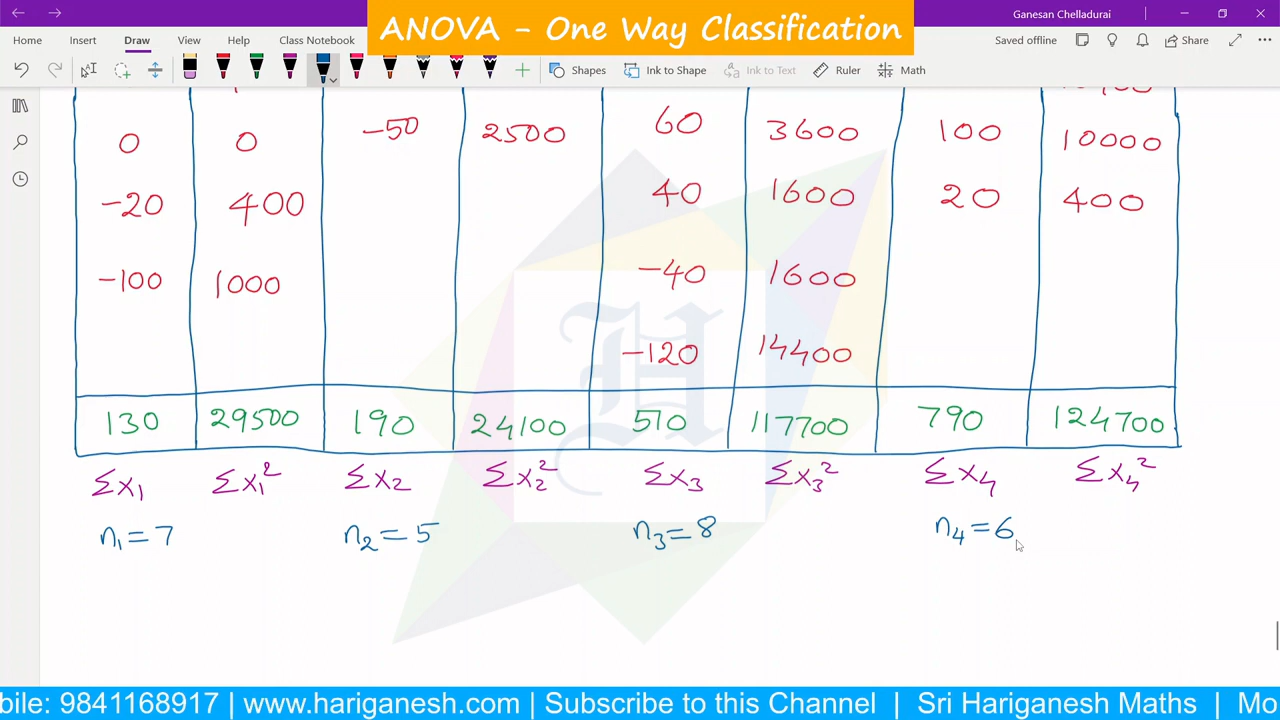 ANOVA - One Way Classification
Ganesan Chelladurai
Home Insert Draw View Help Class Notebook Saved offline Share
Shapes Ink to Shape Ink to Text Ruler Math
0 0 -50 2500 60 3600 100 10000
-20 400 40 1600 20 400
-100 1000 -40 1600
-120 14400
130 29500 190 24100 510 117700 790 124700
Σx₁ Σx₁² Σx₂ Σx₂² Σx₃ Σx₃² Σx₄ Σx₄²
n₁=7 n₂=5 n₃=8 n₄=6
bile: 9841168917 | www.hariganesh.com | Subscribe to this Channel | Sri Hariganesh Maths | Mo